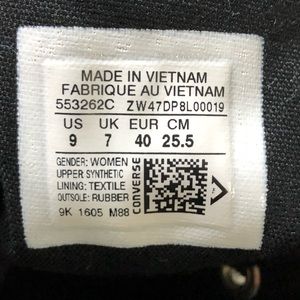 MADE IN VIETNAM
FABRIQUE AU VIETNAM
553262C ZW47DP8L00019
US UK EUR CM
9 7 40 25.5
GENDER: WOMEN
UPPER SYNTHETIC
LINING: TEXTILE
OUTSOLE: RUBBER
9K 1605 M88
CONVERSE